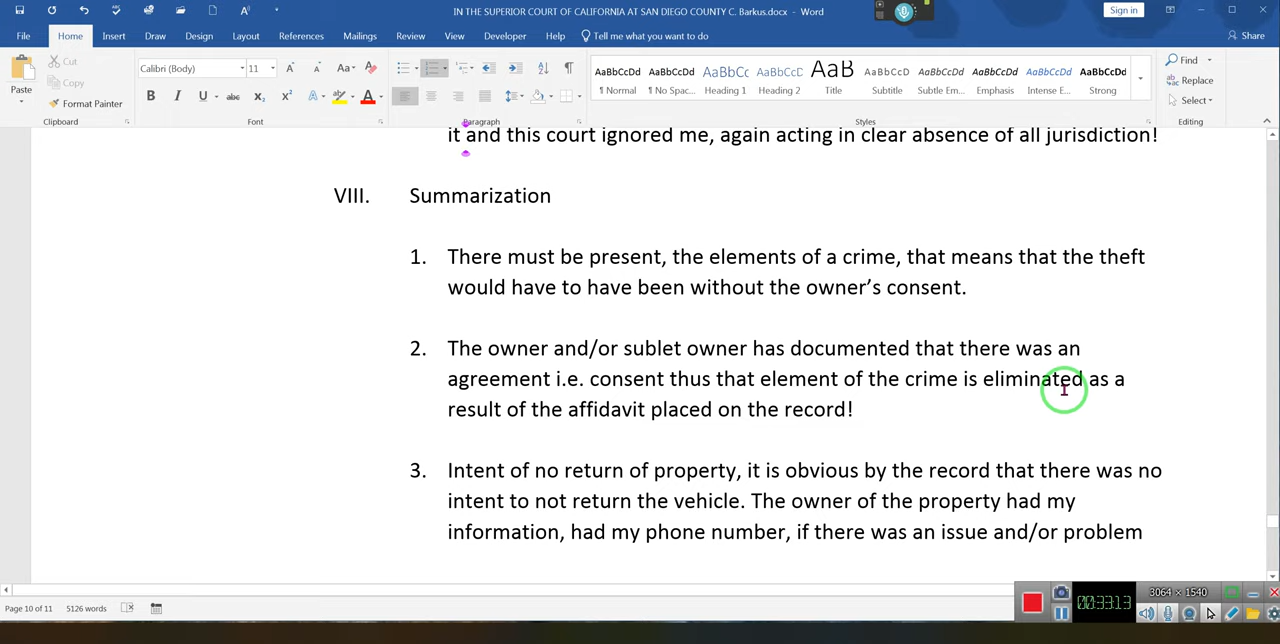 IN THE SUPERIOR COURT OF CALIFORNIA AT SAN DIEGO COUNTY C. Barkus.docx - Word
Sign in
File Home Insert Draw Design Layout References Mailings Review View Developer Help Tell me what you want to do Share
Paste
Cut
Copy
Format Painter
Calibri (Body) 11
AaBbCcDd AaBbCcDd AaBbCc AaBbCcD AaB AaBbCcD AaBbCcDd AaBbCcDd AaBbCcDd AaBbCcDd
¶ Normal ¶ No Spac... Heading 1 Heading 2 Title Subtitle Subtle Em... Emphasis Intense E... Strong
Find
Replace
Select
Clipboard Font Paragraph Styles Editing
it and this court ignored me, again acting in clear absence of all jurisdiction!
VIII. Summarization
1. There must be present, the elements of a crime, that means that the theft
would have to have been without the owner’s consent.
2. The owner and/or sublet owner has documented that there was an
agreement i.e. consent thus that element of the crime is eliminated as a
result of the affidavit placed on the record!
3. Intent of no return of property, it is obvious by the record that there was no
intent to not return the vehicle. The owner of the property had my
information, had my phone number, if there was an issue and/or problem
Page 10 of 11 5126 words
3064 × 1540
00:33:13